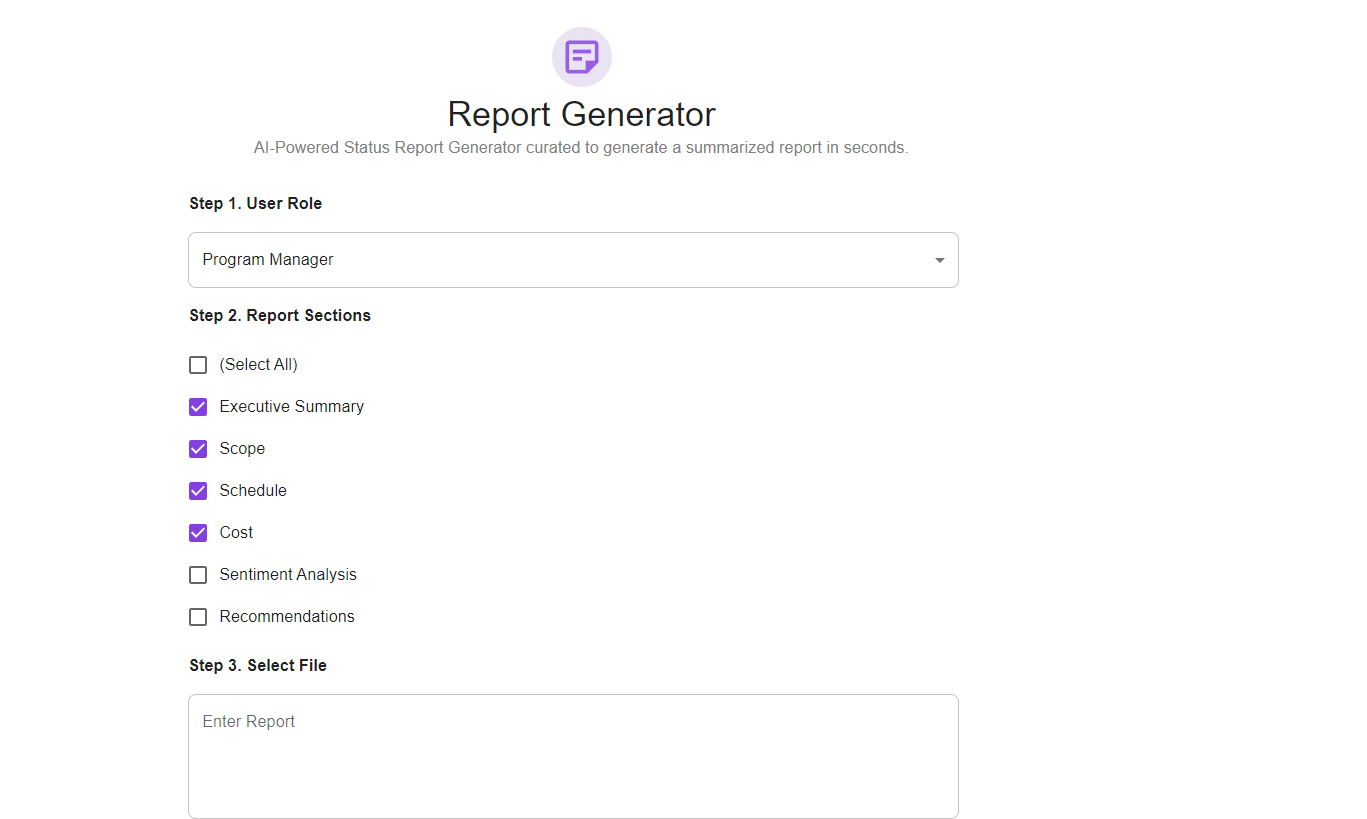 Report Generator
AI-Powered Status Report Generator curated to generate a summarized report in seconds.
Step 1. User Role
Program Manager
Step 2. Report Sections
(Select All)
Executive Summary
Scope
Schedule
Cost
Sentiment Analysis
Recommendations
Step 3. Select File
Enter Report